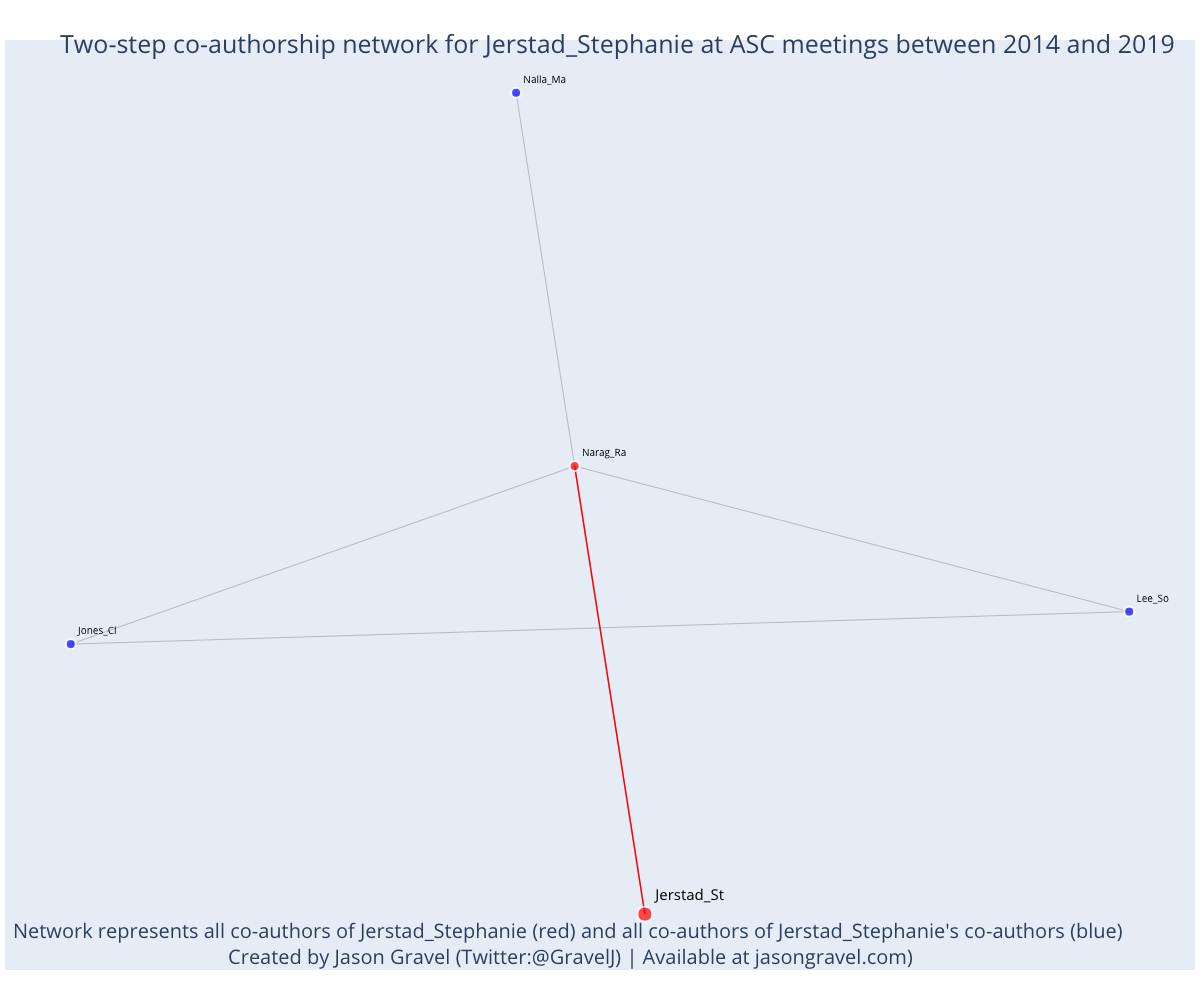 Two-step co-authorship network for Jerstad_Stephanie at ASC meetings between 2014 and 2019
Nalla_Ma
Narag_Ra
Lee_So
Jones_Cl
Jerstad_St
Network represents all co-authors of Jerstad_Stephanie (red) and all co-authors of Jerstad_Stephanie's co-authors (blue)
Created by Jason Gravel (Twitter:@GravelJ) | Available at jasongravel.com)